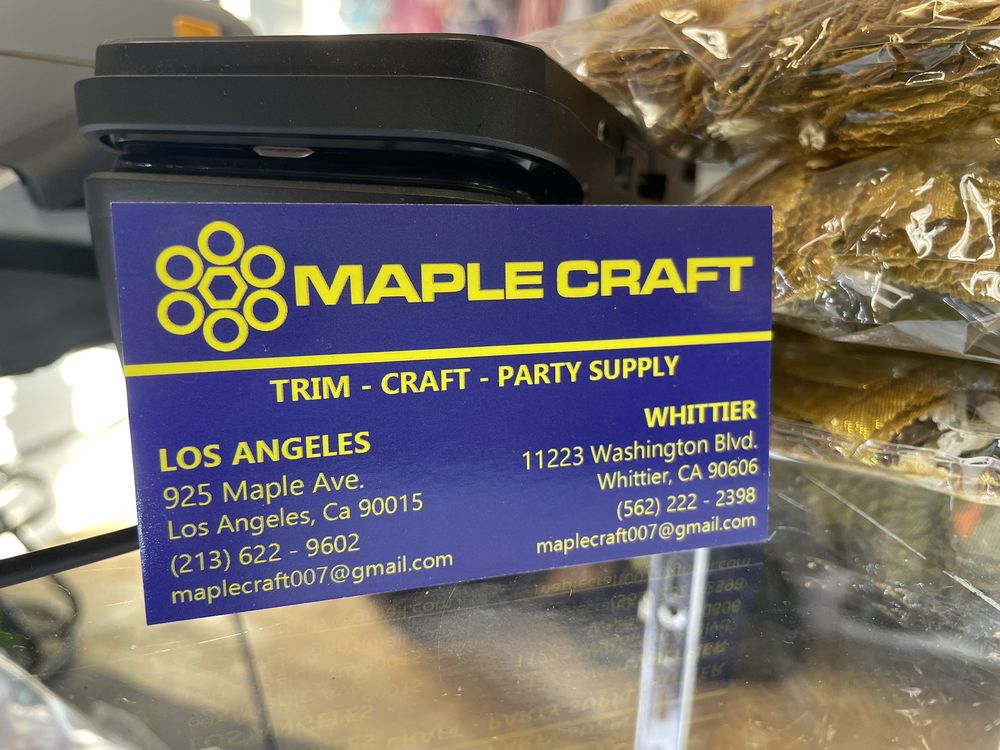 MAPLE CRAFT
TRIM - CRAFT - PARTY SUPPLY
LOS ANGELES
925 Maple Ave.
Los Angeles, Ca 90015
(213) 622 - 9602
maplecraft007@gmail.com
WHITTIER
11223 Washington Blvd.
Whittier, CA 90606
(562) 222 - 2398
maplecraft007@gmail.com